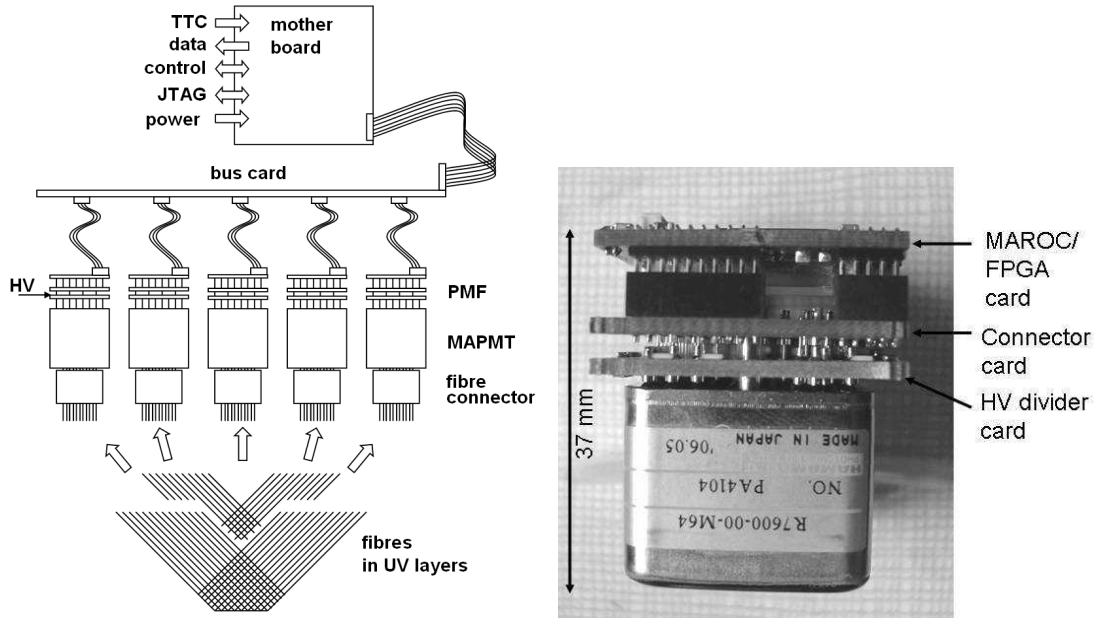 TTC
data
control
JTAG
power
mother
board
bus card
HV
PMF
MAPMT
fibre
connector
fibres
in UV layers
37 mm
MAROC/
FPGA
card
Connector
card
HV divider
card
R7600-00-M64
NO. PA4104
MADE IN JAPAN '06.05